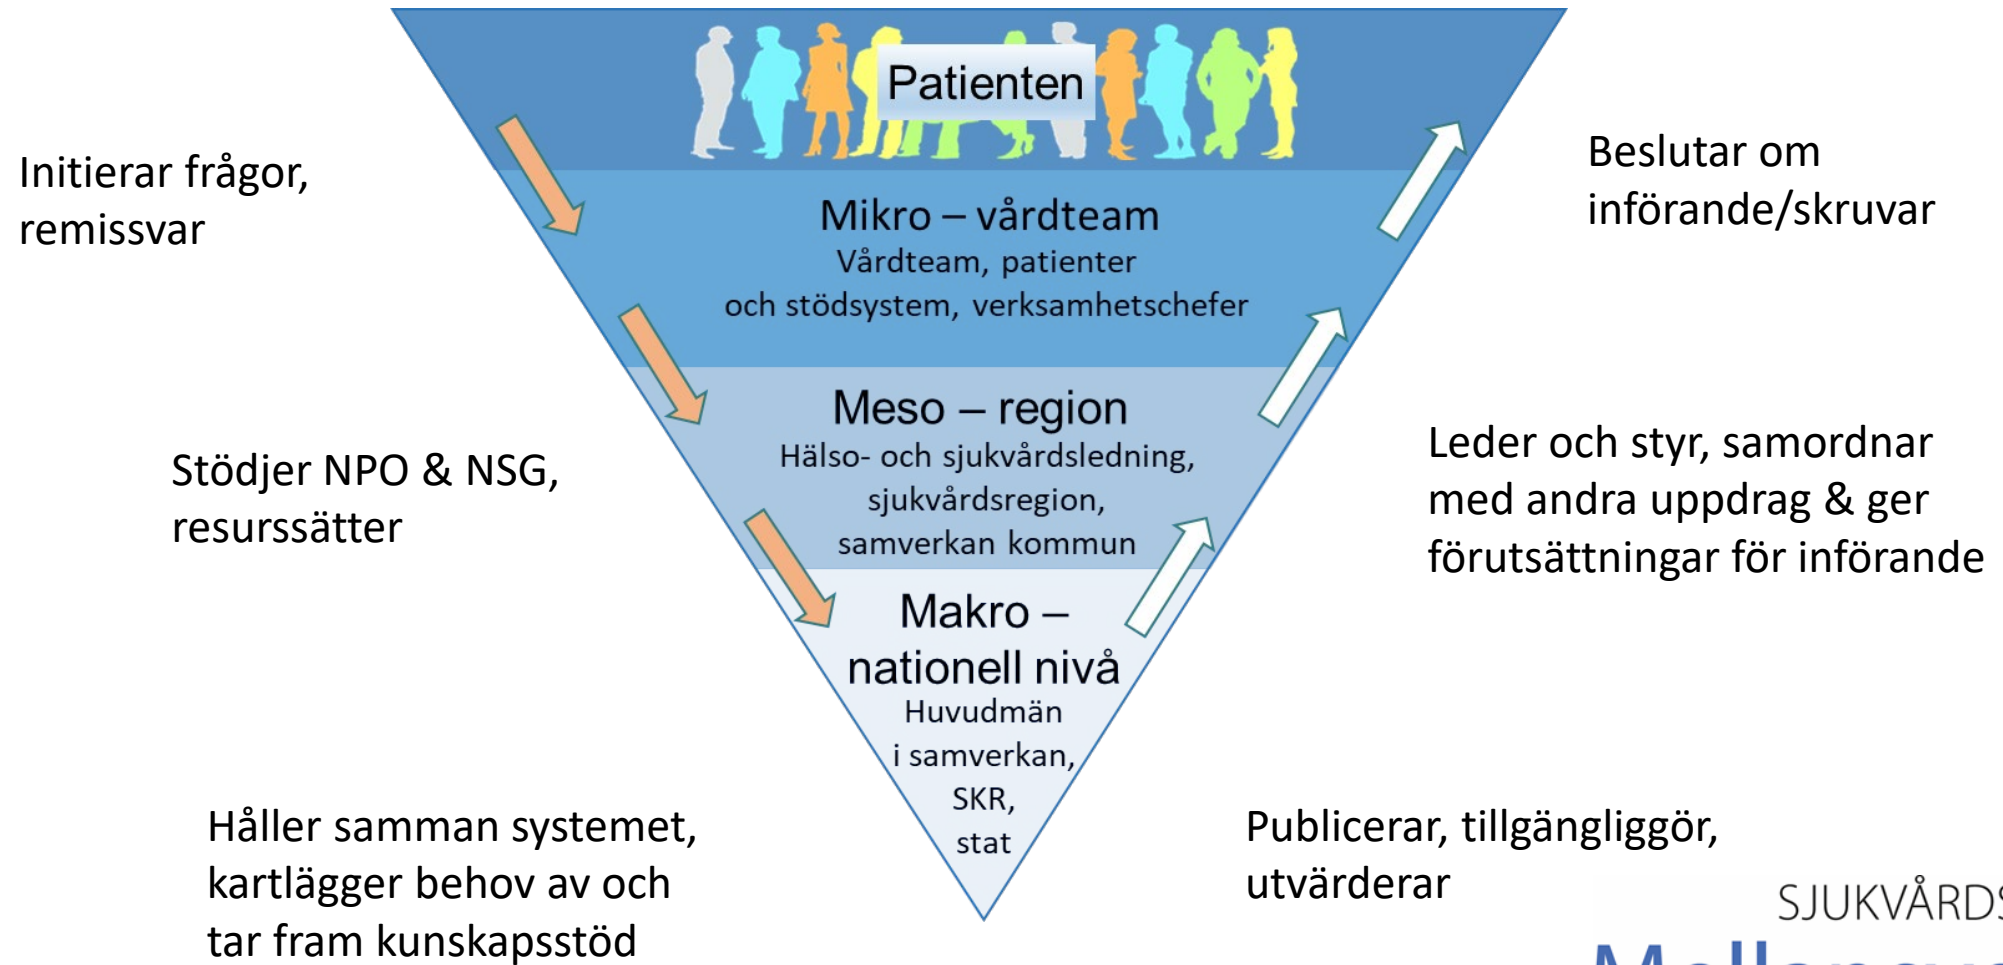 Patienten
Initierar frågor,
remissvar
Beslutar om
införande/skruvar
Mikro – vårdteam
Vårdteam, patienter
och stödsystem, verksamhetschefer
Meso – region
Hälso- och sjukvårdsledning,
sjukvårdsregion,
samverkan kommun
Stödjer NPO & NSG,
resurssätter
Leder och styr, samordnar
med andra uppdrag & ger
förutsättningar för införande
Makro –
nationell nivå
Huvudmän
i samverkan,
SKR,
stat
Håller samman systemet,
kartlägger behov av och
tar fram kunskapsstöd
Publicerar, tillgängliggör,
utvärderar